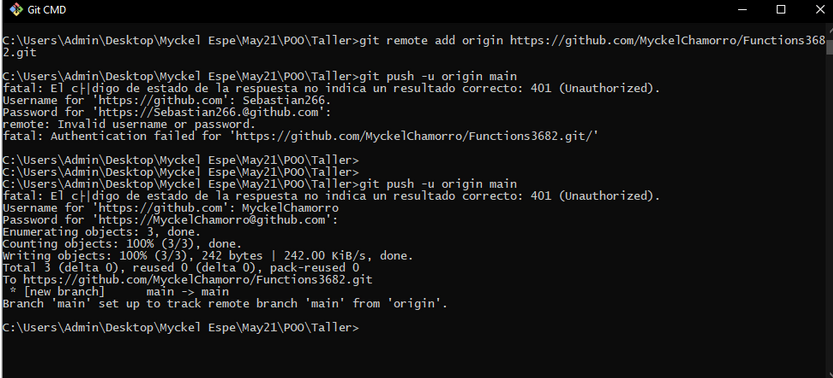 Git CMD
C:\Users\Admin\Desktop\Myckel Espe\May21\POO\Taller>git remote add origin https://github.com/MyckelChamorro/Functions368
2.git
C:\Users\Admin\Desktop\Myckel Espe\May21\POO\Taller>git push -u origin main
fatal: El c├│digo de estado de la respuesta no indica un resultado correcto: 401 (Unauthorized).
Username for 'https://github.com': Sebastian266.
Password for 'https://Sebastian266.@github.com':
remote: Invalid username or password.
fatal: Authentication failed for 'https://github.com/MyckelChamorro/Functions3682.git/'
C:\Users\Admin\Desktop\Myckel Espe\May21\POO\Taller>
C:\Users\Admin\Desktop\Myckel Espe\May21\POO\Taller>
C:\Users\Admin\Desktop\Myckel Espe\May21\POO\Taller>git push -u origin main
fatal: El c├│digo de estado de la respuesta no indica un resultado correcto: 401 (Unauthorized).
Username for 'https://github.com': MyckelChamorro
Password for 'https://MyckelChamorro@github.com':
Enumerating objects: 3, done.
Counting objects: 100% (3/3), done.
Writing objects: 100% (3/3), 242 bytes | 242.00 KiB/s, done.
Total 3 (delta 0), reused 0 (delta 0), pack-reused 0
To https://github.com/MyckelChamorro/Functions3682.git
 * [new branch]      main -> main
Branch 'main' set up to track remote branch 'main' from 'origin'.
C:\Users\Admin\Desktop\Myckel Espe\May21\POO\Taller>